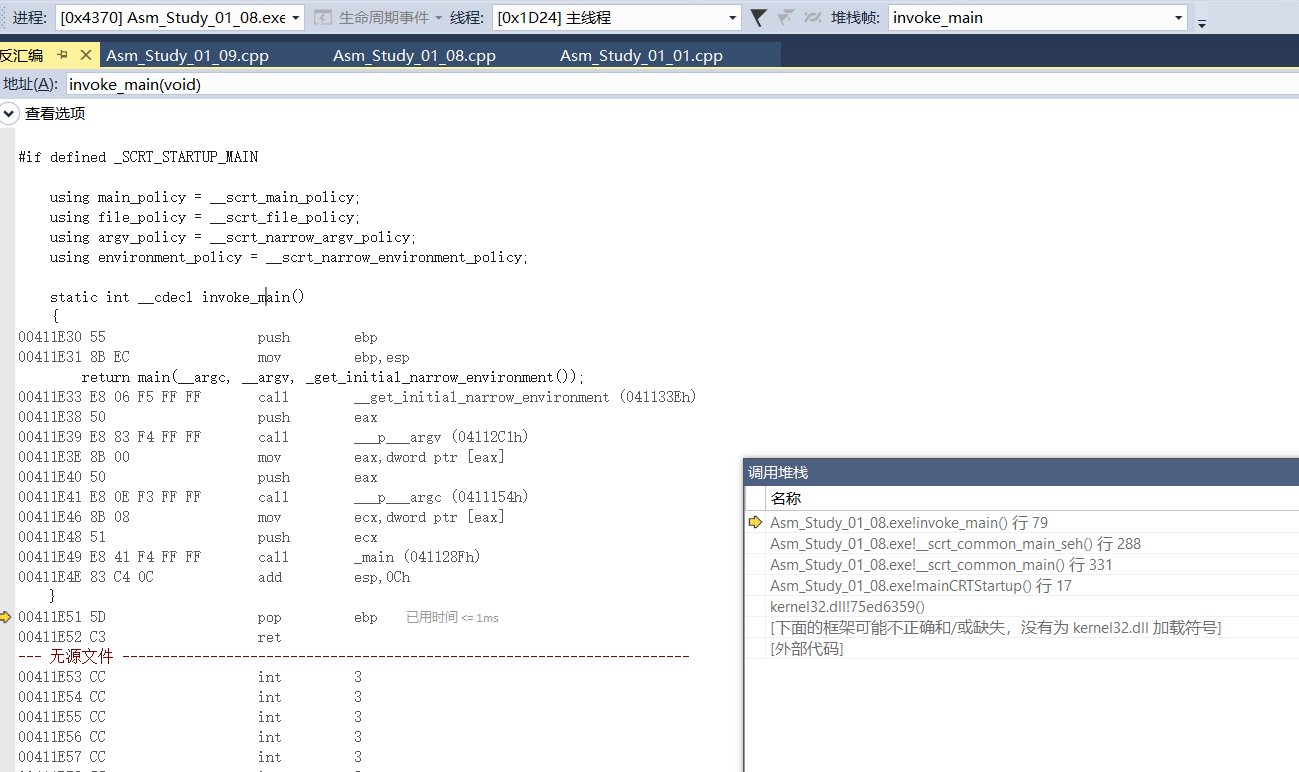 进程: [0x4370] Asm_Study_01_08.exe 生命周期事件 线程: [0x1D24] 主线程 堆栈帧: invoke_main
反汇编 Asm_Study_01_09.cpp Asm_Study_01_08.cpp Asm_Study_01_01.cpp
地址(A): invoke_main(void)
查看选项
#if defined _SCRT_STARTUP_MAIN
using main_policy = __scrt_main_policy;
using file_policy = __scrt_file_policy;
using argv_policy = __scrt_narrow_argv_policy;
using environment_policy = __scrt_narrow_environment_policy;
static int __cdecl invoke_main()
{
00411E30 55 push ebp
00411E31 8B EC mov ebp,esp
return main(__argc, __argv, _get_initial_narrow_environment());
00411E33 E8 06 F5 FF FF call __get_initial_narrow_environment (041133Eh)
00411E38 50 push eax
00411E39 E8 83 F4 FF FF call ___p___argv (04112C1h)
00411E3E 8B 00 mov eax,dword ptr [eax]
00411E40 50 push eax
00411E41 E8 0E F3 FF FF call ___p___argc (0411154h)
00411E46 8B 08 mov ecx,dword ptr [eax]
00411E48 51 push ecx
00411E49 E8 41 F4 FF FF call _main (041128Fh)
00411E4E 83 C4 0C add esp,0Ch
}
00411E51 5D pop ebp 已用时间 <= 1ms
00411E52 C3 ret
--- 无源文件 -----------------------------------------------------------------------
00411E53 CC int 3
00411E54 CC int 3
00411E55 CC int 3
00411E56 CC int 3
00411E57 CC int 3
调用堆栈
名称
Asm_Study_01_08.exe!invoke_main() 行 79
Asm_Study_01_08.exe!__scrt_common_main_seh() 行 288
Asm_Study_01_08.exe!__scrt_common_main() 行 331
Asm_Study_01_08.exe!mainCRTStartup() 行 17
kernel32.dll!75ed6359()
[下面的框架可能不正确和/或缺失，没有为 kernel32.dll 加载符号]
[外部代码]